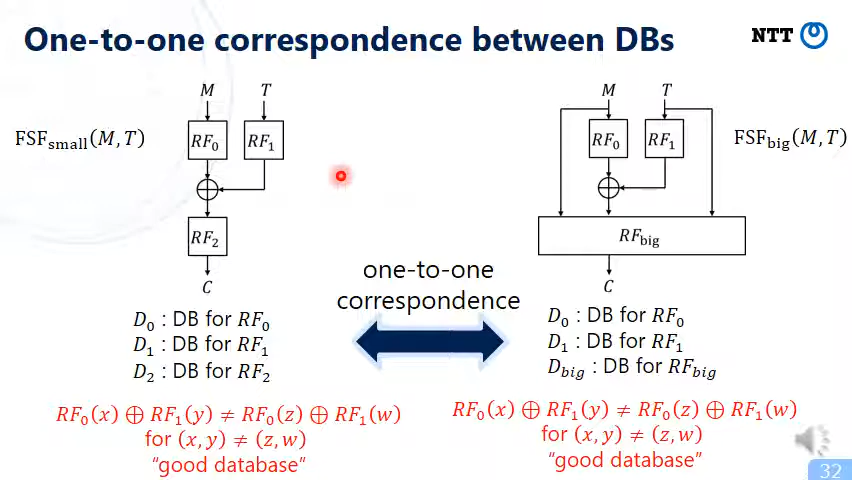 One-to-one correspondence between DBs
NTT
M T
FSF_small(M, T)
RF_0 RF_1
RF_2
C
D_0 : DB for RF_0
D_1 : DB for RF_1
D_2 : DB for RF_2
RF_0(x) ⊕ RF_1(y) ≠ RF_0(z) ⊕ RF_1(w)
for (x, y) ≠ (z, w)
“good database”
one-to-one
correspondence
M T
RF_0 RF_1
FSF_big(M, T)
RF_big
C
D_0 : DB for RF_0
D_1 : DB for RF_1
D_big : DB for RF_big
RF_0(x) ⊕ RF_1(y) ≠ RF_0(z) ⊕ RF_1(w)
for (x, y) ≠ (z, w)
“good database”
32